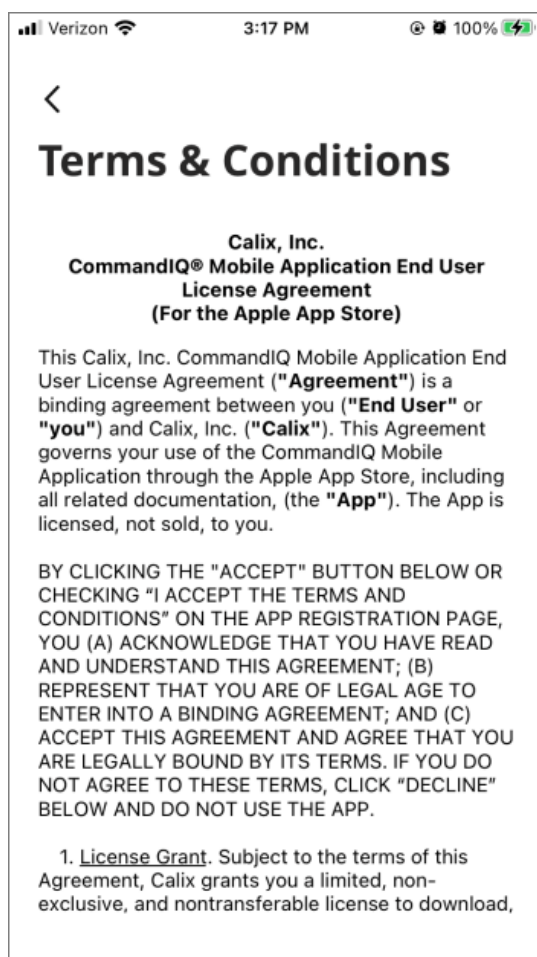 Verizon 3:17 PM 100%
Terms & Conditions
Calix, Inc.
CommandIQ® Mobile Application End User
License Agreement
(For the Apple App Store)
This Calix, Inc. CommandIQ Mobile Application End
User License Agreement ("Agreement") is a
binding agreement between you ("End User" or
"you") and Calix, Inc. ("Calix"). This Agreement
governs your use of the CommandIQ Mobile
Application through the Apple App Store, including
all related documentation, (the "App"). The App is
licensed, not sold, to you.
BY CLICKING THE "ACCEPT" BUTTON BELOW OR
CHECKING “I ACCEPT THE TERMS AND
CONDITIONS” ON THE APP REGISTRATION PAGE,
YOU (A) ACKNOWLEDGE THAT YOU HAVE READ
AND UNDERSTAND THIS AGREEMENT; (B)
REPRESENT THAT YOU ARE OF LEGAL AGE TO
ENTER INTO A BINDING AGREEMENT; AND (C)
ACCEPT THIS AGREEMENT AND AGREE THAT YOU
ARE LEGALLY BOUND BY ITS TERMS. IF YOU DO
NOT AGREE TO THESE TERMS, CLICK “DECLINE”
BELOW AND DO NOT USE THE APP.
1. License Grant. Subject to the terms of this
Agreement, Calix grants you a limited, non-
exclusive, and nontransferable license to download,